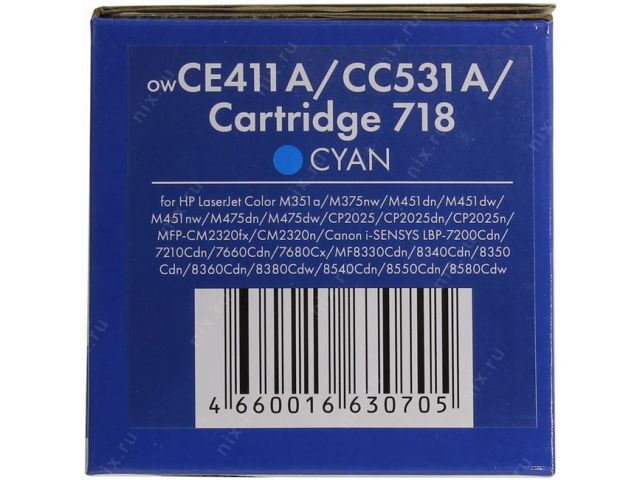 owCE411A/CC531A/
Cartridge 718
CYAN
for HP LaserJet Color M351a/M375nw/M451dn/M451dw/
M451nw/M475dn/M475dw/CP2025/CP2025dn/CP2025n/
MFP-CM2320fx/CM2320n/Canon i-SENSYS LBP-7200Cdn/
7210Cdn/7660Cdn/7680Cx/MF8330Cdn/8340Cdn/8350
Cdn/8360Cdn/8380Cdw/8540Cdn/8550Cdn/8580Cdw
4 660016 630705
nix.ru